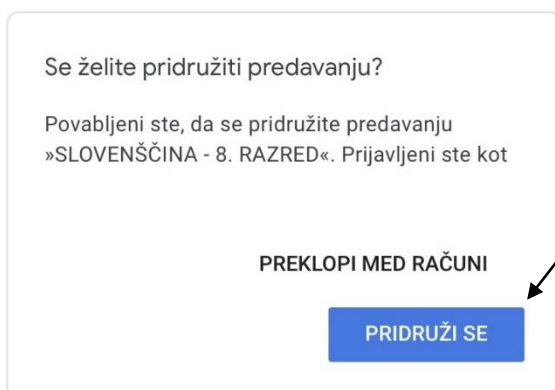 Se želite pridružiti predavanju?
Povabljeni ste, da se pridružite predavanju
»SLOVENŠČINA - 8. RAZRED«. Prijavljeni ste kot
PREKLOPI MED RAČUNI
PRIDRUŽI SE